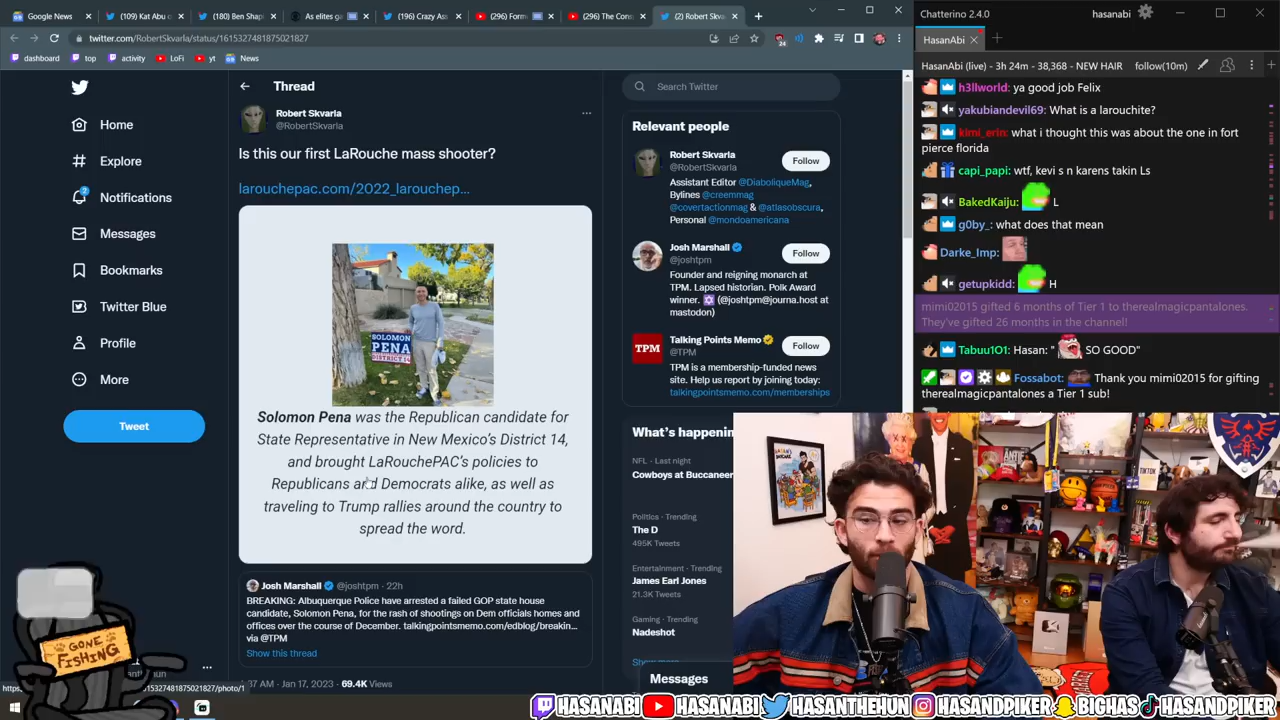 Google News
(109) Kat Abu o
(180) Ben Shapi
As elites ga
(196) Crazy Ass
(296) Form
(296) The Cons
(2) Robert Skva
twitter.com/RobertSkvarla/status/1615327481875021827
24
dashboard
top
activity
LoFi
yt
News
Home
Explore
2
Notifications
Messages
Bookmarks
Twitter Blue
Profile
More
Tweet
Thread
Robert Skvarla
@RobertSkvarla
Is this our first LaRouche mass shooter?
larouchepac.com/2022_larouchep...
SOLOMON
PENA
DISTRICT 14
Solomon Pena was the Republican candidate for
State Representative in New Mexico's District 14,
and brought LaRouchePAC's policies to
Republicans and Democrats alike, as well as
traveling to Trump rallies around the country to
spread the word.
Josh Marshall @joshtpm · 22h
BREAKING: Albuquerque Police have arrested a failed GOP state house
candidate, Solomon Pena, for the rash of shootings on Dem officials homes and
offices over the course of December. talkingpointsmemo.com/edblog/breakin...
via @TPM
Show this thread
:37 AM · Jan 17, 2023 69.4K Views
Search Twitter
Relevant people
Robert Skvarla
@RobertSkvarla
Follow
Assistant Editor @DiaboliqueMag,
Bylines @creemmag
@covertactionmag & @atlasobscura,
Personal @mondoamericana
Josh Marshall
@joshtpm
Follow
Founder and reigning monarch at
TPM. Lapsed historian. Polk Award
winner. (@joshtpm@journa.host at
mastodon)
TPM
Talking Points Memo
@TPM
Follow
TPM is a membership-funded news
site. Help us report by joining today:
talkingpointsmemo.com/memberships
What's happenin
NFL · Last night
Cowboys at Buccaneer
Politics · Trending
The D
495K Tweets
Entertainment · Trending
James Earl Jones
21.3K Tweets
Gaming · Trending
Nadeshot
Show more
Messages
Chatterino 2.4.0
hasanabi
HasanAbi
HasanAbi (live) - 3h 24m - 38,368 - NEW HAIR
follow(10m)
h3llworld: ya good job Felix
yakubiandevil69: What is a larouchite?
kimi_erin: what i thought this was about the one in fort
pierce florida
capi_papi: wtf, kevi s n karens takin Ls
BakedKaiju: L
g0by_: what does that mean
Darke_Imp:
getupkidd: H
mimi02015 gifted 6 months of Tier 1 to therealmagicpantalones.
They've gifted 26 months in the channel!
Tabuu1O1: Hasan: " SO GOOD"
Fossabot: Thank you mimi02015 for gifting
therealmagicpantalones a Tier 1 sub!
GONE
FISHING
HASANABI
HASANABI
HASANTHEHUN
HASANDPIKER
BIGHAS
HASANDPIKER